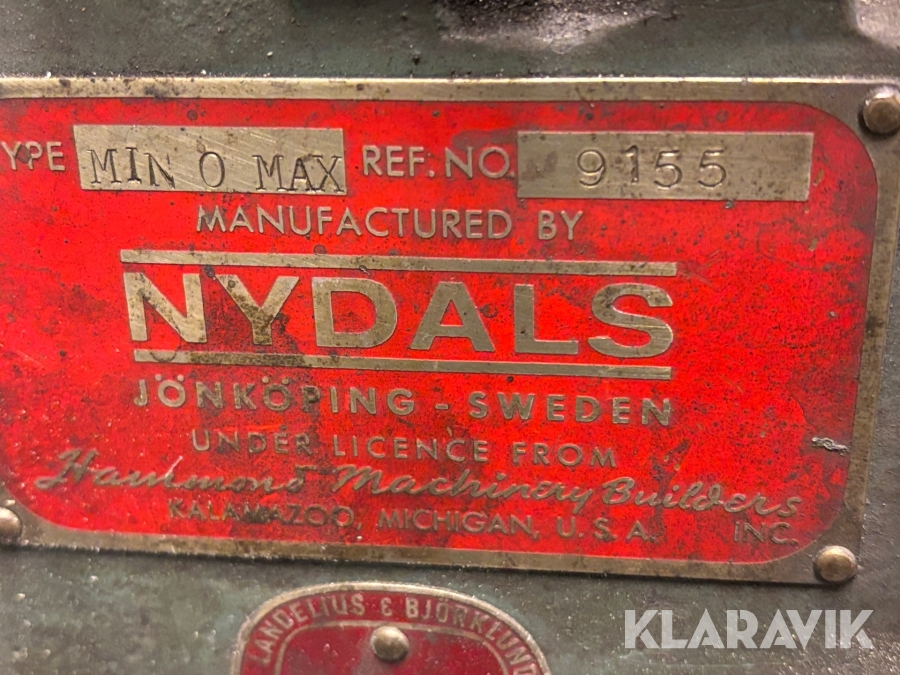 YPE MIN O MAX REF. NO. 9155
MANUFACTURED BY
NYDALS
JÖNKÖPING - SWEDEN
UNDER LICENCE FROM
Hammond Machinery Builders
KALAMAZOO, MICHIGAN, U.S.A. INC.
LANDELIUS & BJÖRKLUND
KLARAVIK